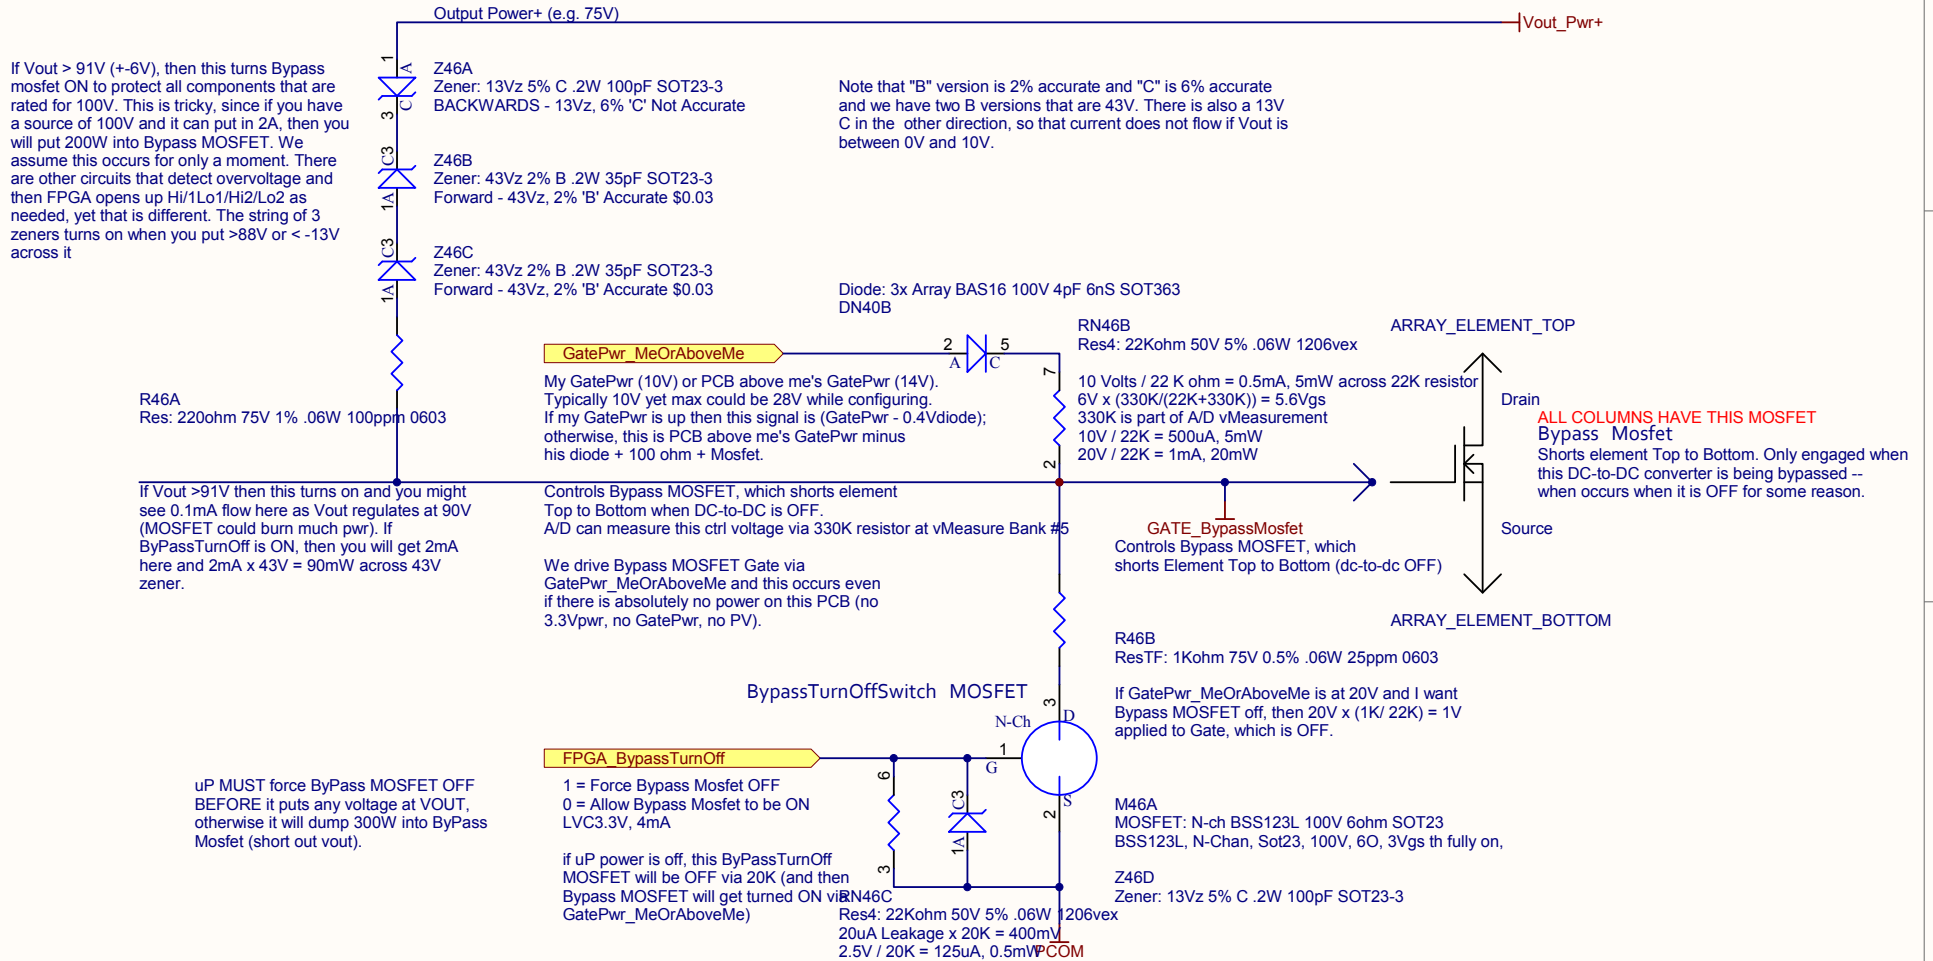 Output Power+ (e.g. 75V)
Vout_Pwr+
If Vout > 91V (+-6V), then this turns Bypass
mosfet ON to protect all components that are
rated for 100V. This is tricky, since if you have
a source of 100V and it can put in 2A, then you
will put 200W into Bypass MOSFET. We
assume this occurs for only a moment. There
are other circuits that detect overvoltage and
then FPGA opens up Hi/1Lo1/Hi2/Lo2 as
needed, yet that is different. The string of 3
zeners turns on when you put >88V or < -13V
across it
1
A
C
3
Z46A
Zener: 13Vz 5% C .2W 100pF SOT23-3
BACKWARDS - 13Vz, 6% 'C' Not Accurate
C3
1A
Z46B
Zener: 43Vz 2% B .2W 35pF SOT23-3
Forward - 43Vz, 2% 'B' Accurate $0.03
C3
1A
Z46C
Zener: 43Vz 2% B .2W 35pF SOT23-3
Forward - 43Vz, 2% 'B' Accurate $0.03
Note that "B" version is 2% accurate and "C" is 6% accurate
and we have two B versions that are 43V. There is also a 13V
C in the  other direction, so that current does not flow if Vout is
between 0V and 10V.
Diode: 3x Array BAS16 100V 4pF 6nS SOT363
DN40B
2
A
5
C
GatePwr_MeOrAboveMe
My GatePwr (10V) or PCB above me's GatePwr (14V).
Typically 10V yet max could be 28V while configuring.
If my GatePwr is up then this signal is (GatePwr - 0.4Vdiode);
otherwise, this is PCB above me's GatePwr minus
his diode + 100 ohm + Mosfet.
RN46B
Res4: 22Kohm 50V 5% .06W 1206vex
7
2
10 Volts / 22 K ohm = 0.5mA, 5mW across 22K resistor
6V x (330K/(22K+330K)) = 5.6Vgs
330K is part of A/D vMeasurement
10V / 22K = 500uA, 5mW
20V / 22K = 1mA, 20mW
ARRAY_ELEMENT_TOP
Drain
ALL COLUMNS HAVE THIS MOSFET
Bypass Mosfet
Shorts element Top to Bottom. Only engaged when
this DC-to-DC converter is being bypassed --
when occurs when it is OFF for some reason.
Source
ARRAY_ELEMENT_BOTTOM
R46A
Res: 220ohm 75V 1% .06W 100ppm 0603
If Vout >91V then this turns on and you might
see 0.1mA flow here as Vout regulates at 90V
(MOSFET could burn much pwr). If
ByPassTurnOff is ON, then you will get 2mA
here and 2mA x 43V = 90mW across 43V
zener.
Controls Bypass MOSFET, which shorts element
Top to Bottom when DC-to-DC is OFF.
A/D can measure this ctrl voltage via 330K resistor at vMeasure Bank #5
We drive Bypass MOSFET Gate via
GatePwr_MeOrAboveMe and this occurs even
if there is absolutely no power on this PCB (no
3.3Vpwr, no GatePwr, no PV).
GATE_BypassMosfet
Controls Bypass MOSFET, which
shorts Element Top to Bottom (dc-to-dc OFF)
R46B
ResTF: 1Kohm 75V 0.5% .06W 25ppm 0603
If GatePwr_MeOrAboveMe is at 20V and I want
Bypass MOSFET off, then 20V x (1K/ 22K) = 1V
applied to Gate, which is OFF.
BypassTurnOffSwitch MOSFET
N-Ch
3
D
1
G
S
2
FPGA_BypassTurnOff
1 = Force Bypass Mosfet OFF
0 = Allow Bypass Mosfet to be ON
LVC3.3V, 4mA
if uP power is off, this ByPassTurnOff
MOSFET will be OFF via 20K (and then
Bypass MOSFET will get turned ON via
GatePwr_MeOrAboveMe)
uP MUST force ByPass MOSFET OFF
BEFORE it puts any voltage at VOUT,
otherwise it will dump 300W into ByPass
Mosfet (short out vout).
6
3
C3
1A
M46A
MOSFET: N-ch BSS123L 100V 6ohm SOT23
BSS123L, N-Chan, Sot23, 100V, 6O, 3Vgs th fully on,
Z46D
Zener: 13Vz 5% C .2W 100pF SOT23-3
RN46C
Res4: 22Kohm 50V 5% .06W 1206vex
20uA Leakage x 20K = 400mV
2.5V / 20K = 125uA, 0.5mW
PCOM